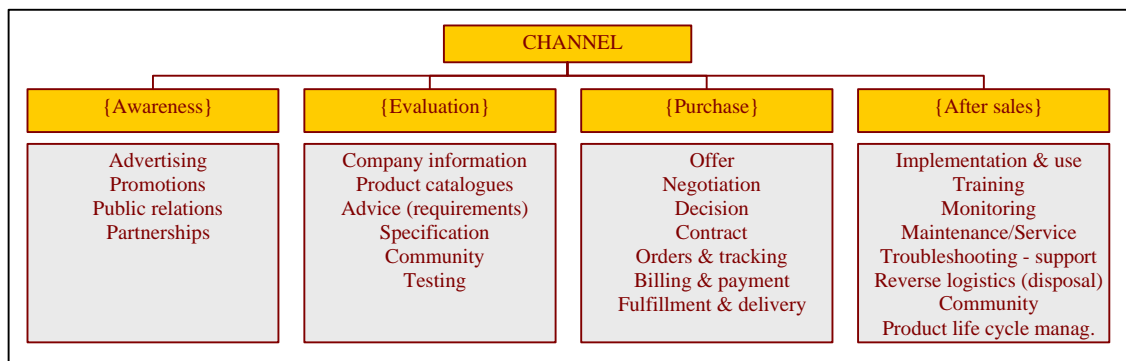 CHANNEL
{Awareness}
Advertising
Promotions
Public relations
Partnerships
{Evaluation}
Company information
Product catalogues
Advice (requirements)
Specification
Community
Testing
{Purchase}
Offer
Negotiation
Decision
Contract
Orders & tracking
Billing & payment
Fulfillment & delivery
{After sales}
Implementation & use
Training
Monitoring
Maintenance/Service
Troubleshooting - support
Reverse logistics (disposal)
Community
Product life cycle manag.